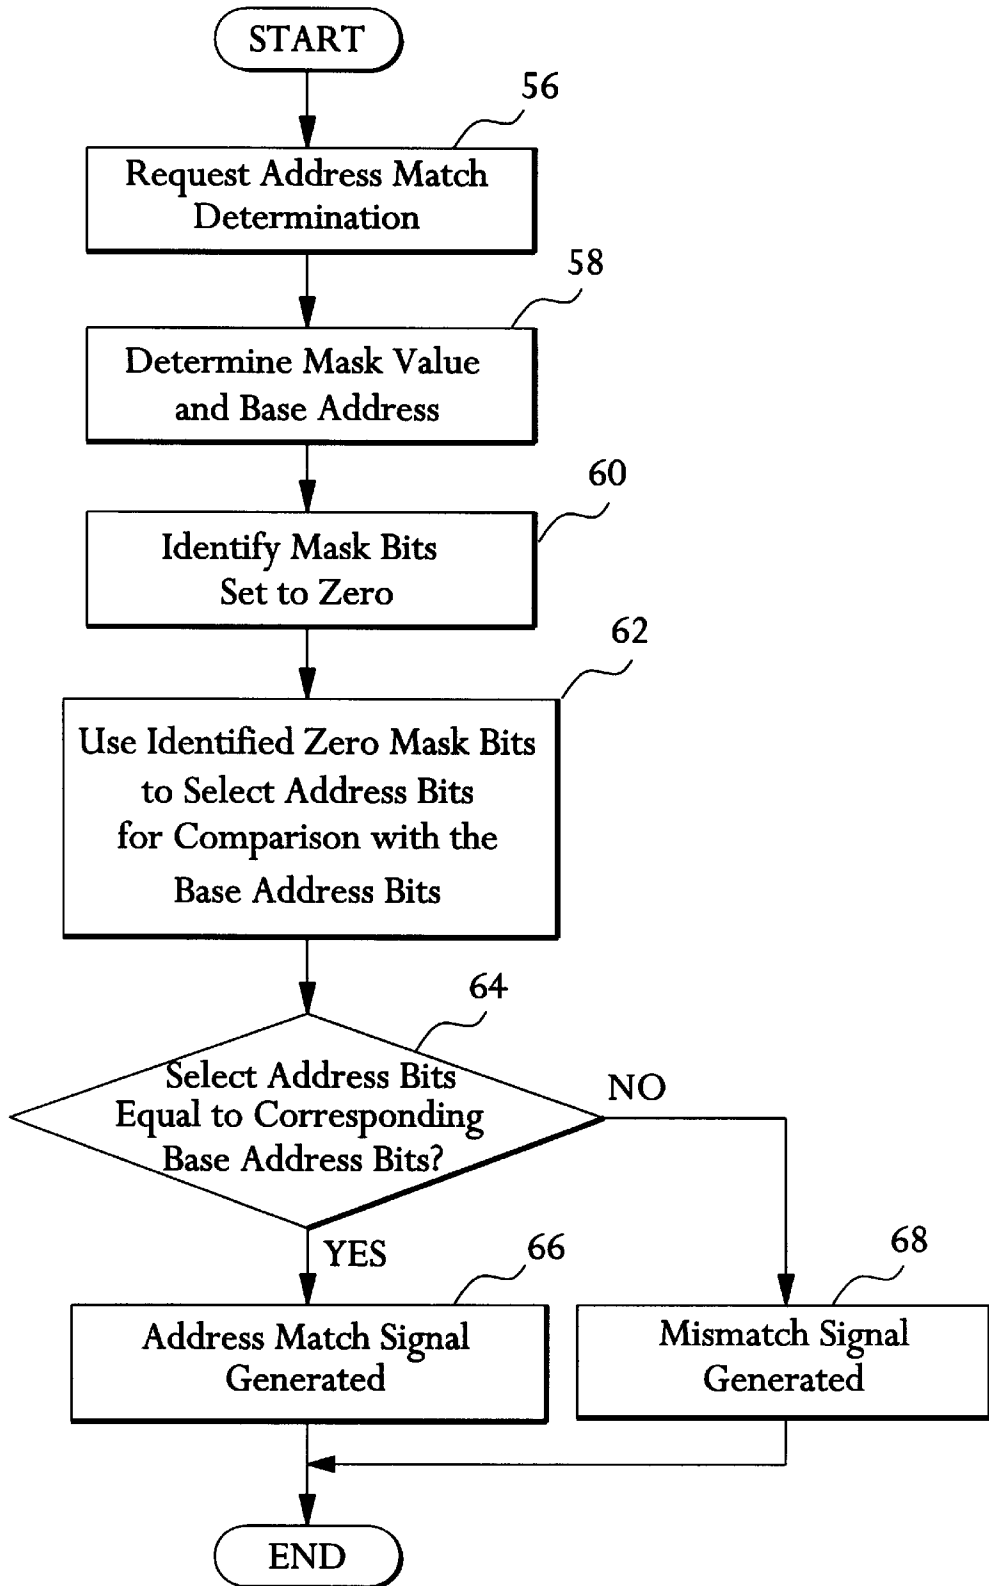 START
56
Request Address Match
Determination
58
Determine Mask Value
and Base Address
60
Identify Mask Bits
Set to Zero
62
Use Identified Zero Mask Bits
to Select Address Bits
for Comparison with the
Base Address Bits
64
Select Address Bits
Equal to Corresponding
Base Address Bits?
NO
YES
66
Address Match Signal
Generated
68
Mismatch Signal
Generated
END